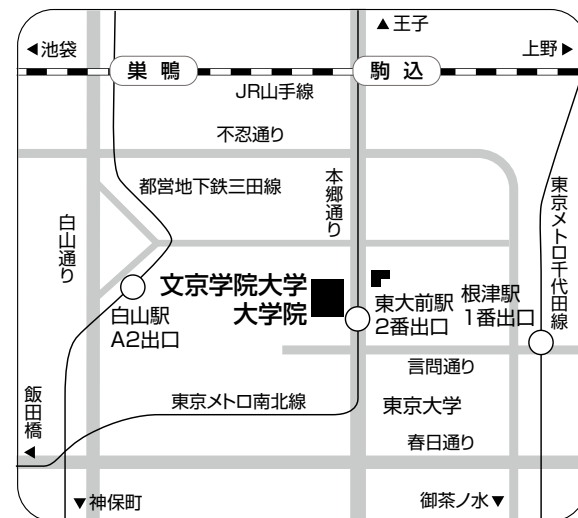 ▲王子
◀池袋
上野▶
巣鴨
駒込
JR山手線
不忍通り
都営地下鉄三田線
本郷通り
東京メトロ千代田線
白山通り
文京学院大学
大学院
白山駅
A2出口
東大前駅
2番出口
根津駅
1番出口
言問通り
飯田橋
◀
東京メトロ南北線
東京大学
春日通り
▼神保町
御茶ノ水▼